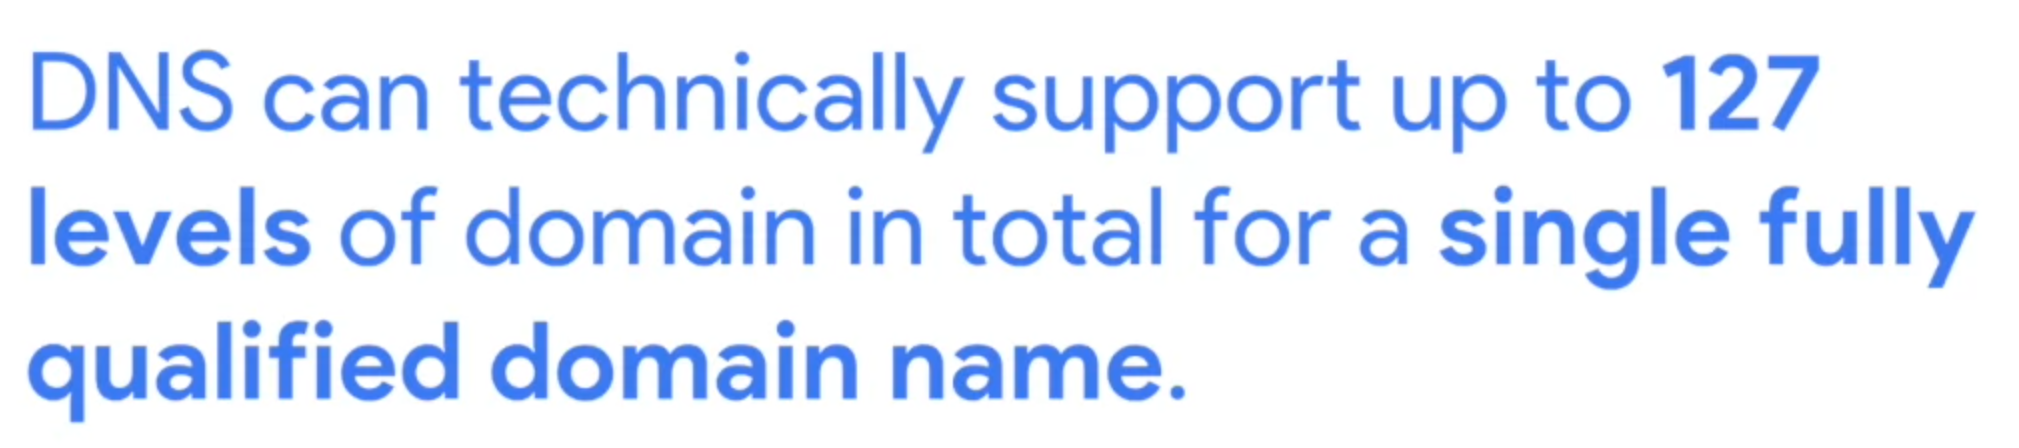 DNS can technically support up to 127
levels of domain in total for a single fully
qualified domain name.